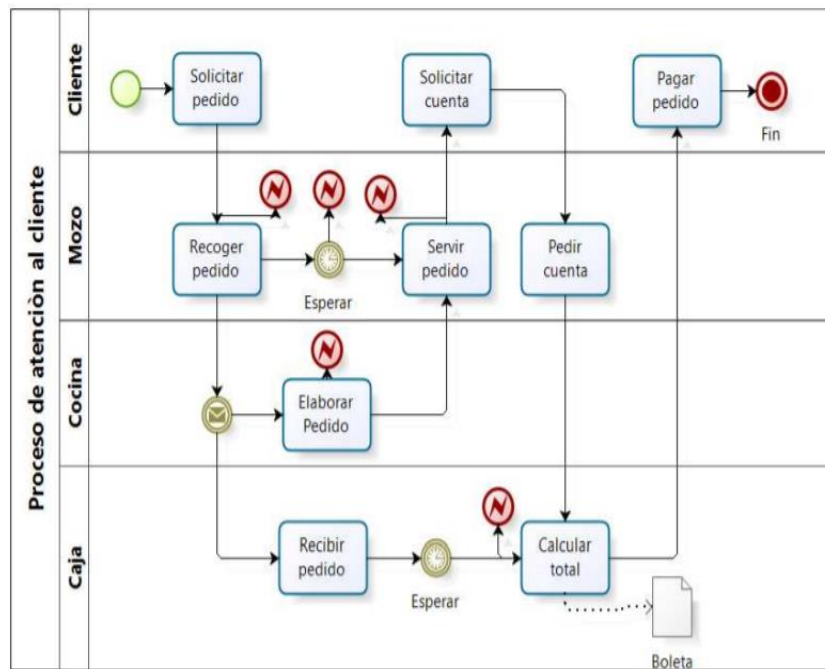 Proceso de atenciòn al cliente
Cliente
Solicitar
pedido
Solicitar
cuenta
Pagar
pedido
Fin
Mozo
Recoger
pedido
Esperar
Servir
pedido
Pedir
cuenta
Cocina
Elaborar
Pedido
Caja
Recibir
pedido
Esperar
Calcular
total
Boleta